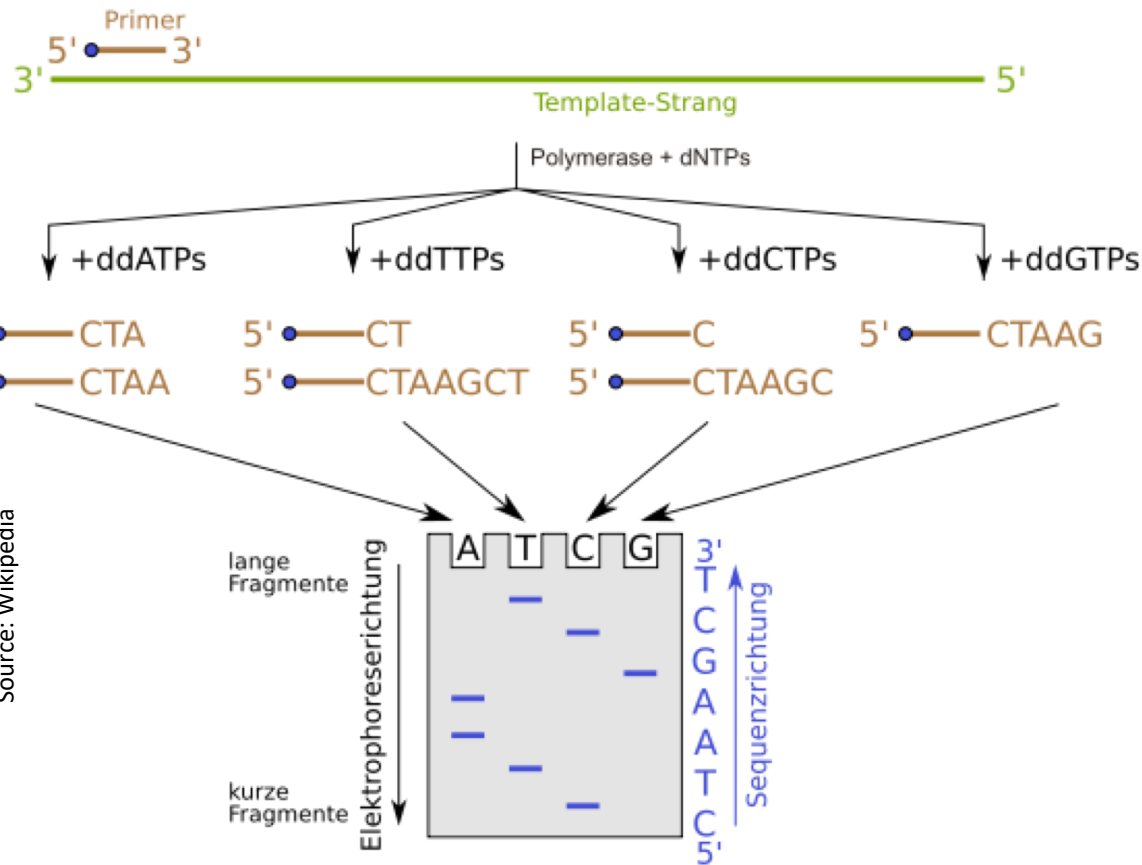 Primer
5' 3'
3' 5'
Template-Strang
Polymerase + dNTPs
+ddATPs +ddTTPs +ddCTPs +ddGTPs
CTA 5' CT 5' C 5' CTAAG
CTAA 5' CTAAGCT 5' CTAAGC
A T C G
lange
Fragmente
kurze
Fragmente
Elektrophoreserichtung
3'
T
C
G
A
A
T
C
5'
Sequenzrichtung
Source: Wikipedia